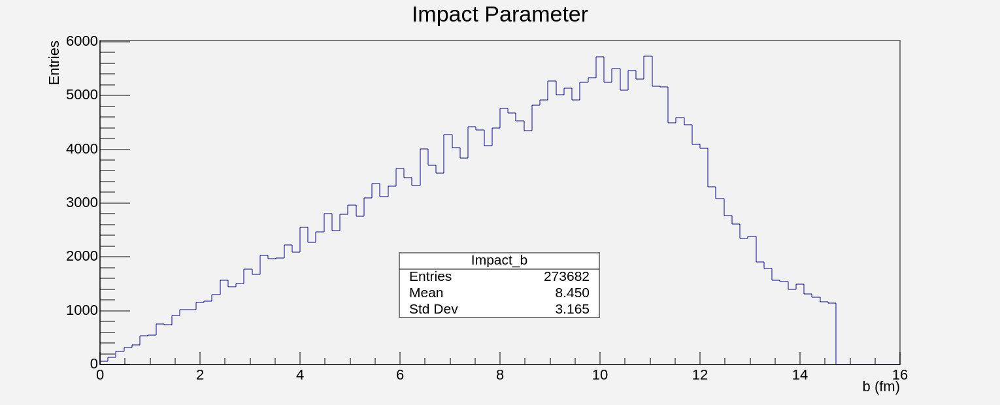 Impact Parameter
Entries
6000
5000
4000
3000
2000
1000
0
Impact_b
Entries 273682
Mean 8.450
Std Dev 3.165
0 2 4 6 8 10 12 14 16
b (fm)